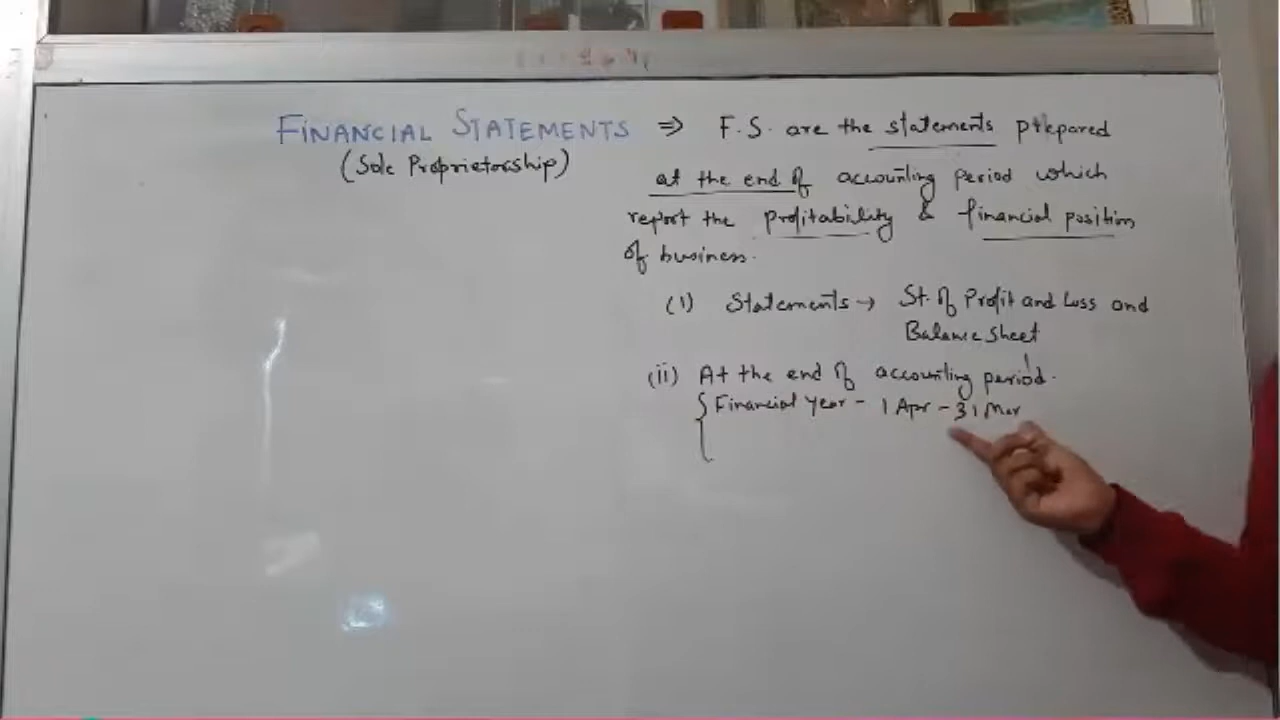 FINANCIAL STATEMENTS ⇒ F.S. are the statements prepared
(Sole Proprietorship)
at the end of accounting period which
report the profitability & financial position
of business.
(i) Statements → St. of Profit and Loss and
Balance Sheet
(ii) At the end of accounting period.
Financial Year - 1 Apr - 31 Mar